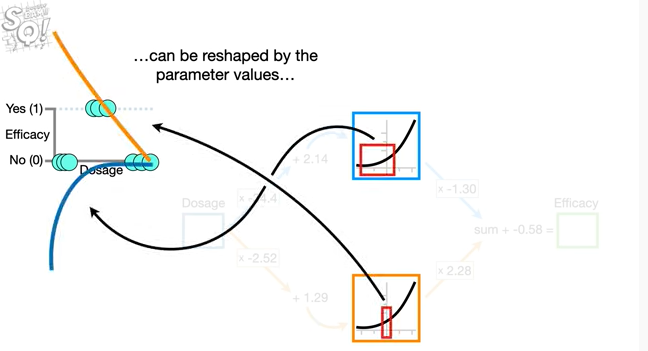 SQ!
...can be reshaped by the
parameter values...
Yes (1)
Efficacy
No (0)
Dosage
+ 2.14
x -1.30
Dosage
Efficacy
sum + -0.58 =
x -2.52
x 2.28
+ 1.29